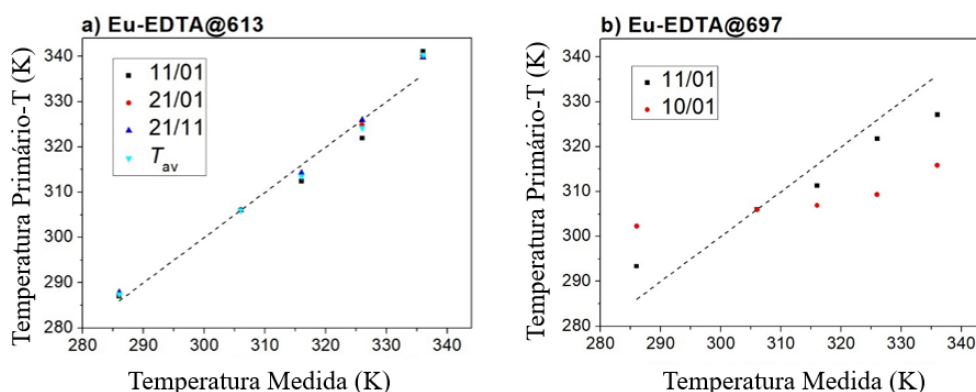 a) Eu-EDTA@613
Temperatura Primário-T (K)
340
330
320
310
300
290
280
11/01
21/01
21/11
Tav
280 290 300 310 320 330 340
Temperatura Medida (K)
b) Eu-EDTA@697
Temperatura Primário-T (K)
340
330
320
310
300
290
280
11/01
10/01
280 290 300 310 320 330 340
Temperatura Medida (K)